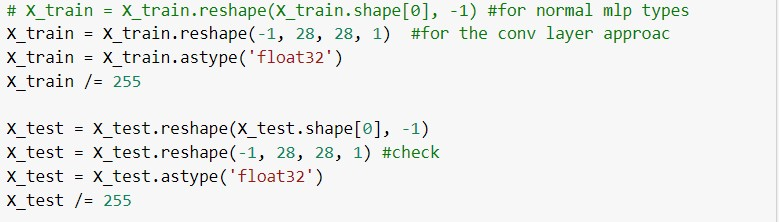 # X_train = X_train.reshape(X_train.shape[0], -1) #for normal mlp types
X_train = X_train.reshape(-1, 28, 28, 1)  #for the conv layer approac
X_train = X_train.astype('float32')
X_train /= 255

X_test = X_test.reshape(X_test.shape[0], -1)
X_test = X_test.reshape(-1, 28, 28, 1) #check
X_test = X_test.astype('float32')
X_test /= 255